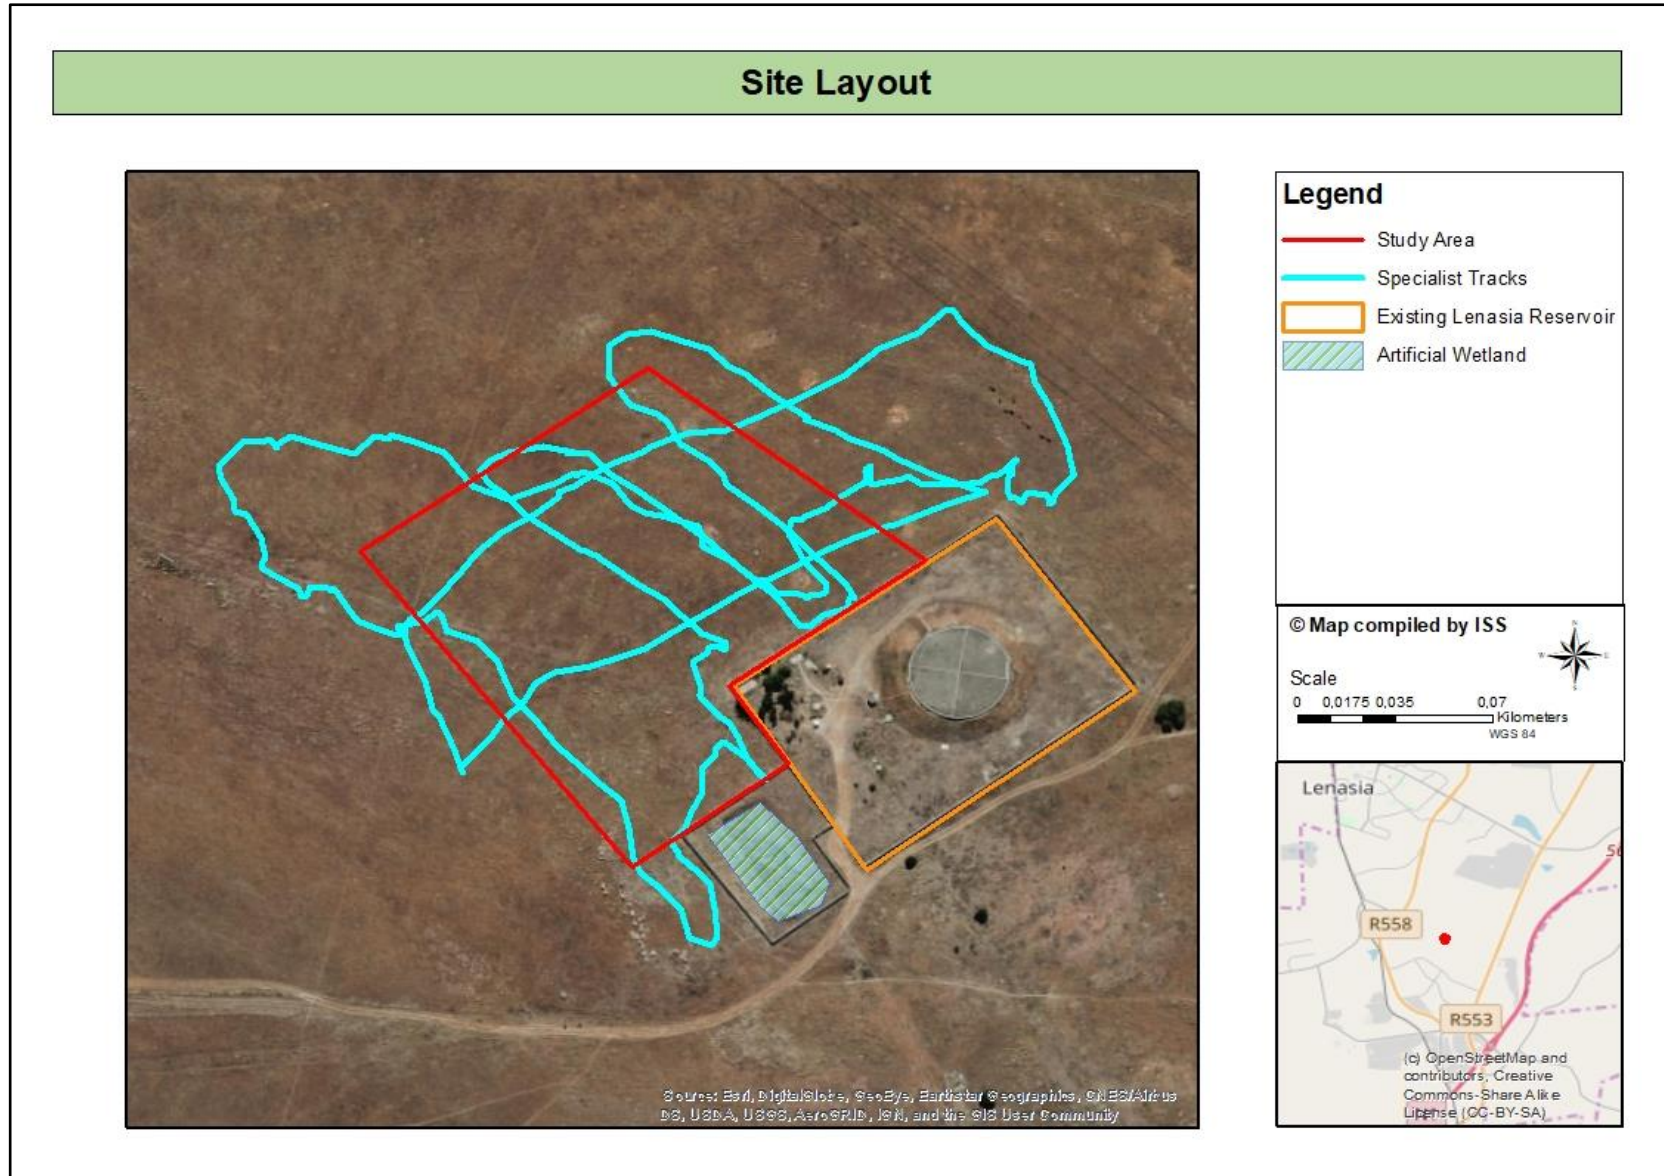 Site Layout
Legend
Study Area
Specialist Tracks
Existing Lenasia Reservoir
Artificial Wetland
© Map compiled by ISS
N
W E
S
Scale
0 0,0175 0,035 0,07
Kilometers
WGS 84
Lenasia
R558
R553
(c) OpenStreetMap and
contributors, Creative
Commons-Share Alike
License (CC-BY-SA)
Source: Esri, DigitalGlobe, GeoEye, Earthstar Geographics, CNES/Airbus
DS, USDA, USGS, AeroGRID, IGN, and the GIS User Community